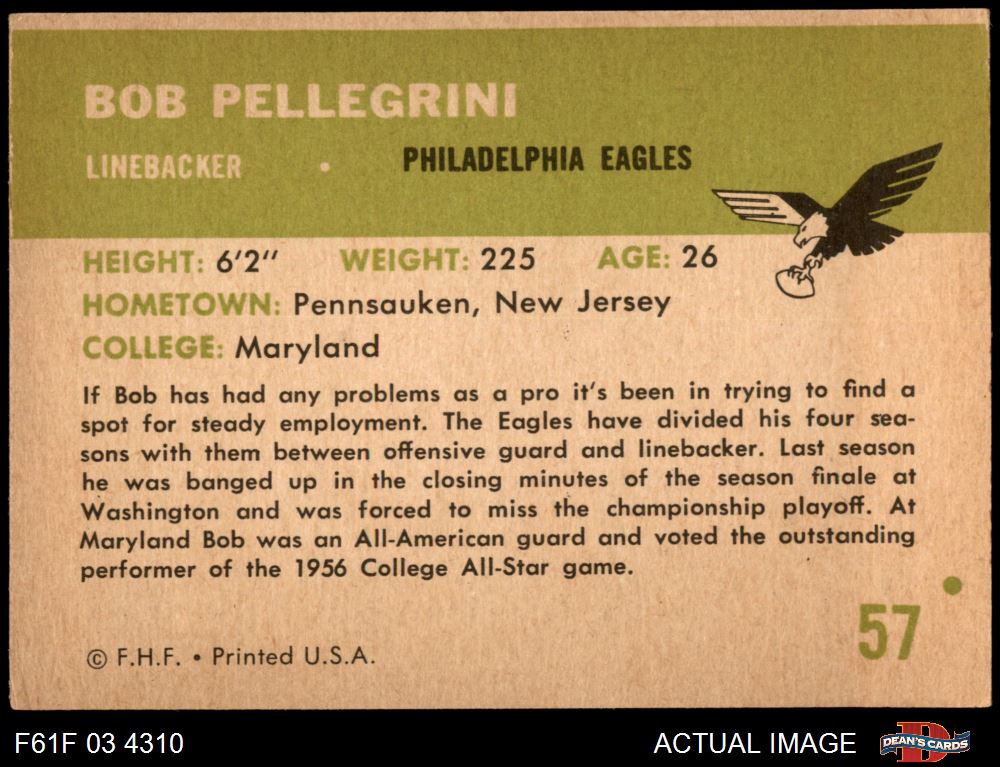 BOB PELLEGRINI
LINEBACKER • PHILADELPHIA EAGLES
HEIGHT: 6'2" WEIGHT: 225 AGE: 26
HOMETOWN: Pennsauken, New Jersey
COLLEGE: Maryland
If Bob has had any problems as a pro it's been in trying to find a
spot for steady employment. The Eagles have divided his four sea-
sons with them between offensive guard and linebacker. Last season
he was banged up in the closing minutes of the season finale at
Washington and was forced to miss the championship playoff. At
Maryland Bob was an All-American guard and voted the outstanding
performer of the 1956 College All-Star game.
57
© F.H.F. • Printed U.S.A.
F61F 03 4310 ACTUAL IMAGE DEAN'S CARDS